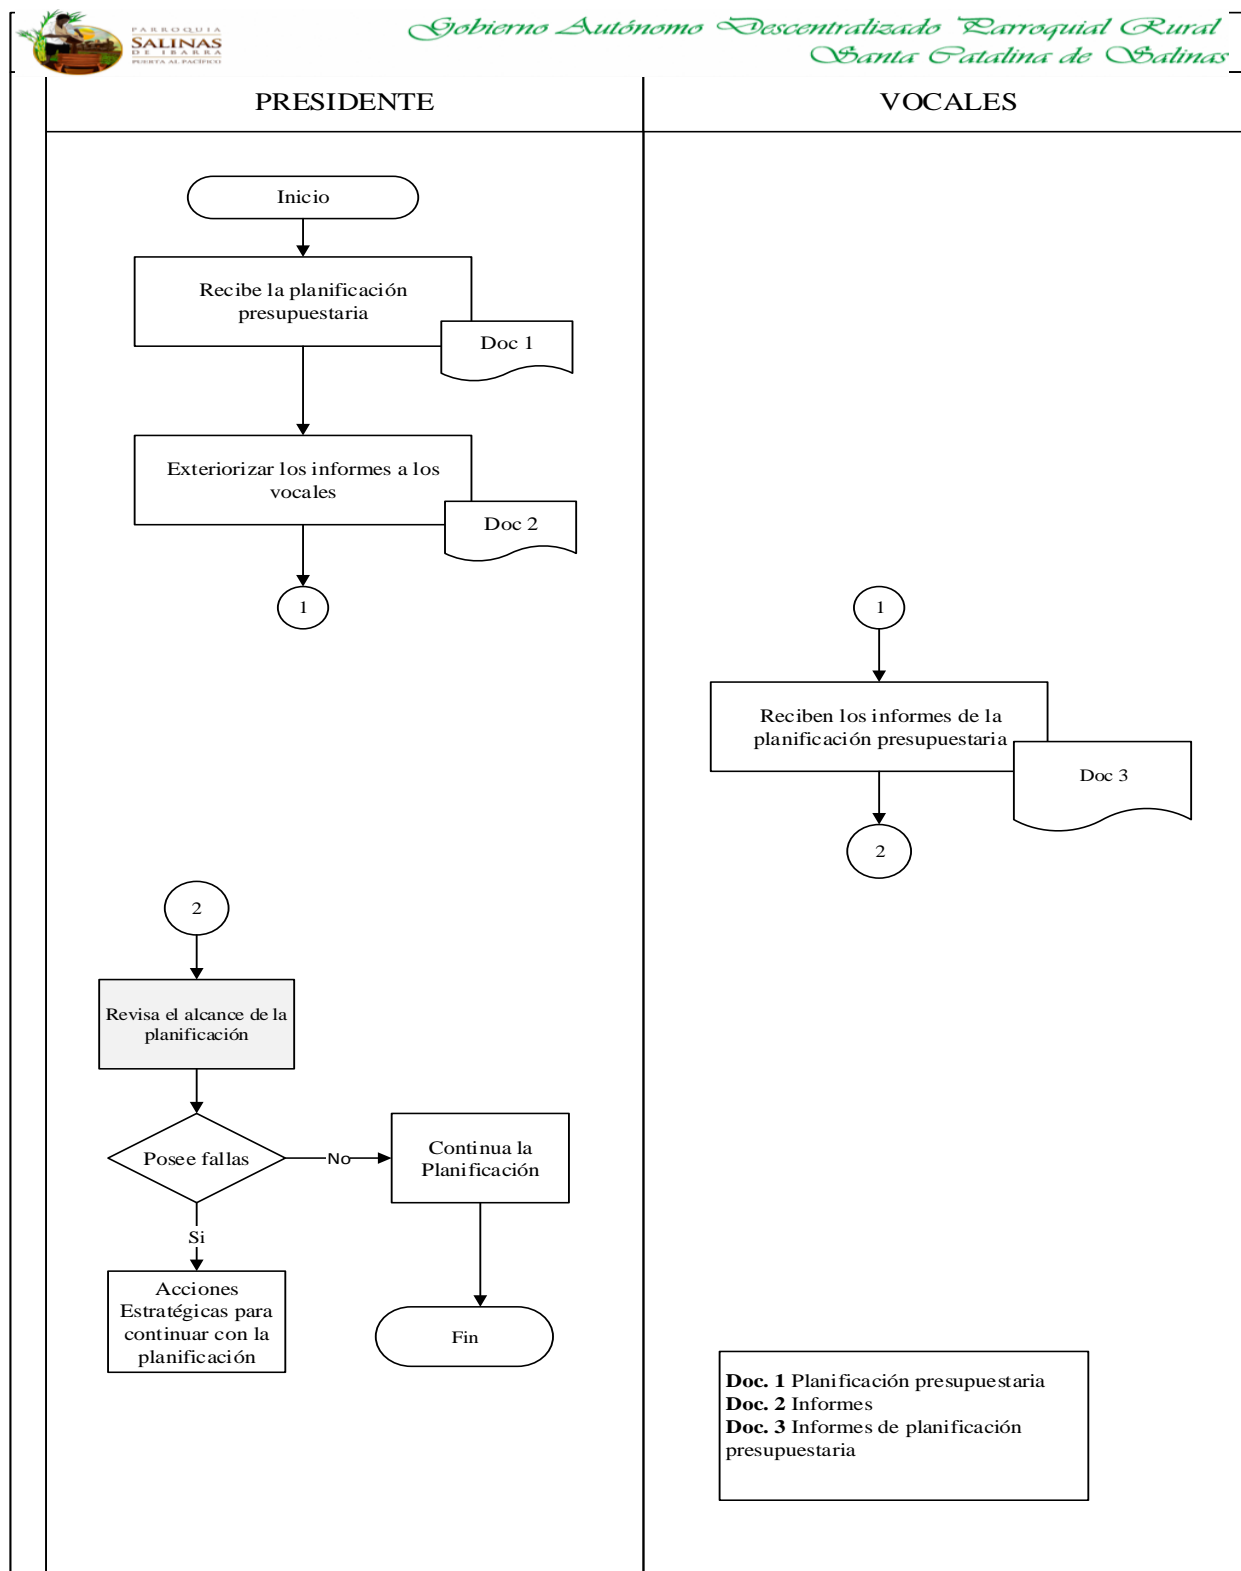 PARROQUIA
SALINAS
DE IBARRA
PUERTA AL PACÍFICO
Gobierno Autónomo Descentralizado Parroquial Rural
Santa Catalina de Salinas
PRESIDENTE
VOCALES
Inicio
Recibe la planificación
presupuestaria
Doc 1
Exteriorizar los informes a los
vocales
Doc 2
1
1
Reciben los informes de la
planificación presupuestaria
Doc 3
2
2
Revisa el alcance de la
planificación
Posee fallas
No
Continua la
Planificación
Si
Acciones
Estratégicas para
continuar con la
planificación
Fin
Doc. 1 Planificación presupuestaria
Doc. 2 Informes
Doc. 3 Informes de planificación
presupuestaria